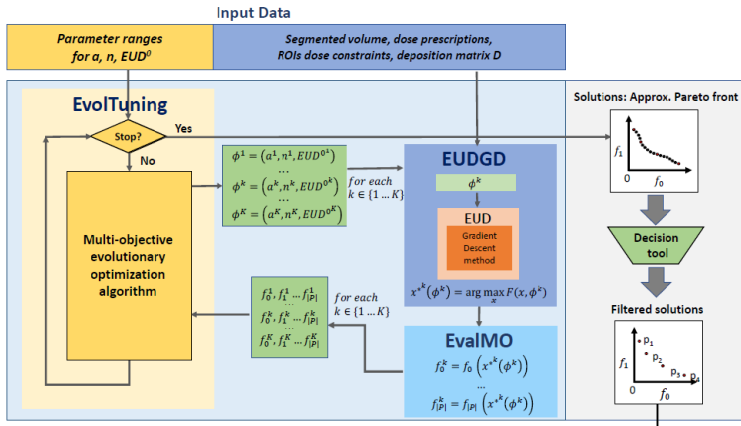 Input Data
Parameter ranges
for a, n, EUD⁰
Segmented volume, dose prescriptions,
ROIs dose constraints, deposition matrix D
EvolTuning
Stop?
Yes
No
Multi-objective
evolutionary
optimization
algorithm
ϕ¹ = (a¹, n¹, EUD⁰¹)
...
ϕᵏ = (aᵏ, nᵏ, EUD⁰ᵏ)
...
ϕᴷ = (aᴷ, nᴷ, EUD⁰ᴷ)
for each
k ∈ {1 ... K}
EUDGD
ϕᵏ
EUD
Gradient
Descent
method
x*ᵏ(ϕᵏ) = arg max F(x, ϕᵏ)
x
EvalMO
f₀ᵏ = f₀ (x*ᵏ(ϕᵏ))
...
f|P|ᵏ = f|P| (x*ᵏ(ϕᵏ))
for each
k ∈ {1 ... K}
f₀¹, f₁¹ ... f|P|¹
...
f₀ᵏ, f₁ᵏ ... f|P|ᵏ
...
f₀ᴷ, f₁ᴷ ... f|P|ᴷ
Solutions: Approx. Pareto front
f₁
0
f₀
Decision
tool
Filtered solutions
f₁
p₁
p₂
p₃
p₄
0
f₀